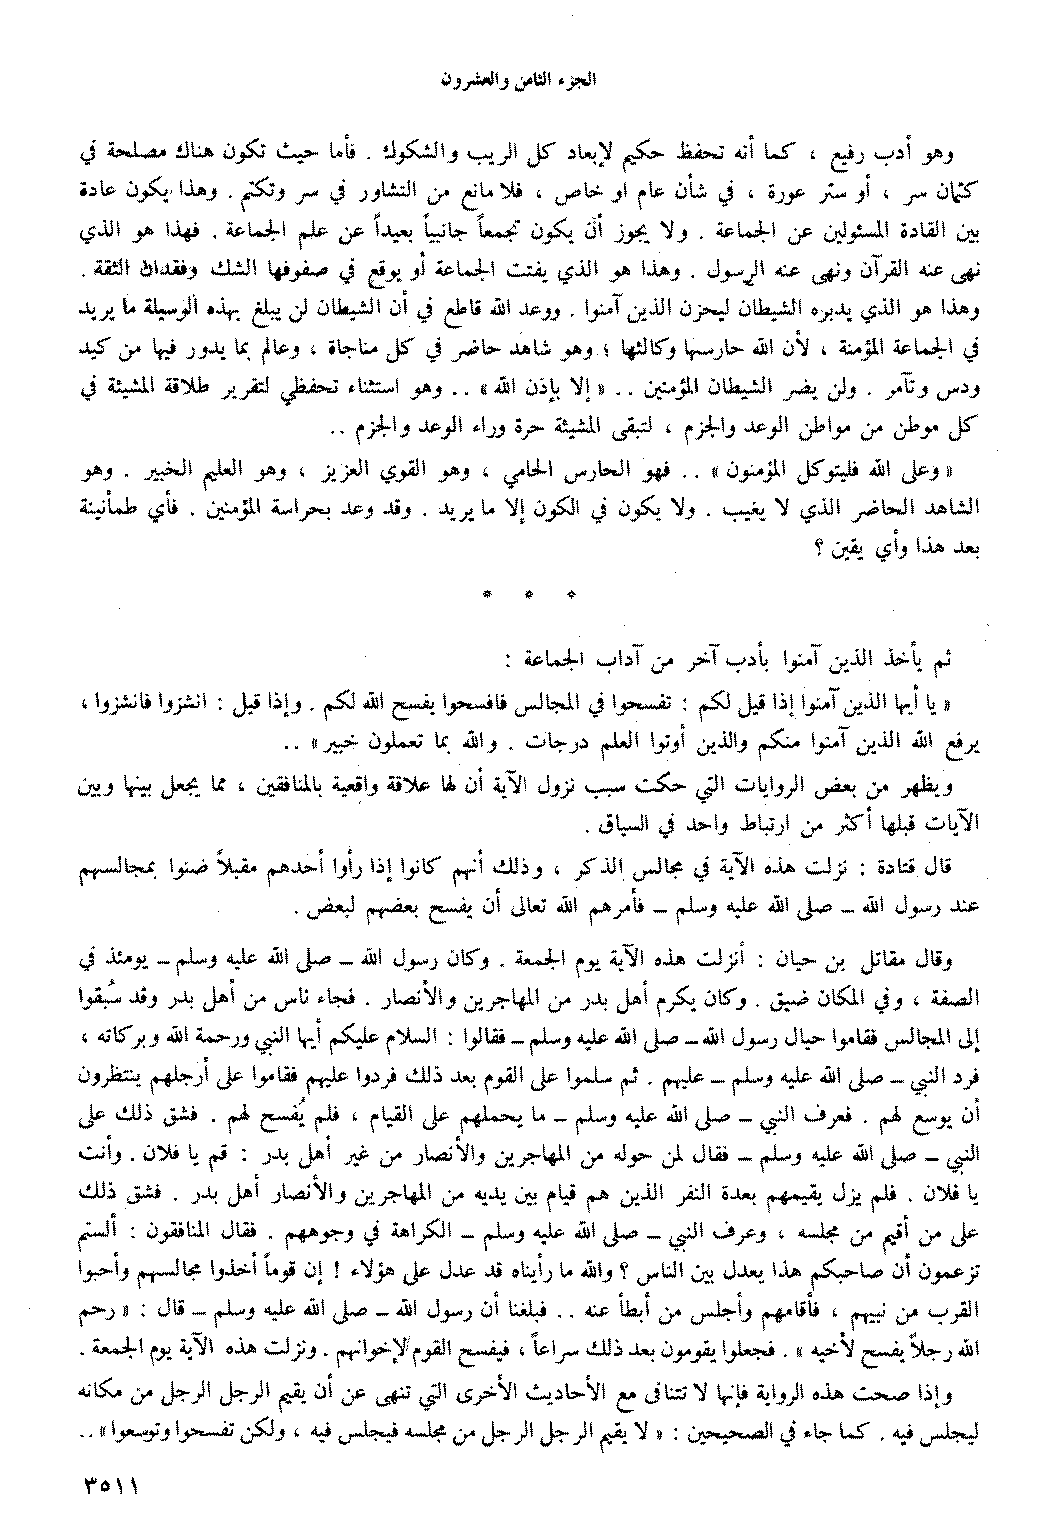 الجزء الثامن والعشرون
وهو أدب رفيع ، كما أنه تحفظ حكيم لإبعاد كل الريب والشكوك . فأما حيث تكون هناك مصلحة في
كتمان سر ، أو ستر عورة ، في شأن عام او خاص ، فلا مانع من التشاور في سر وتكتم . وهذا يكون عادة
بين القادة المسئولين عن الجماعة . ولا يجوز أن يكون تجمعاً جانبياً بعيداً عن علم الجماعة . فهذا هو الذي
نهى عنه القرآن ونهى عنه الرسول . وهذا هو الذي يفتت الجماعة أو يوقع في صفوفها الشك وفقدان الثقة .
وهذا هو الذي يدبره الشيطان ليحزن الذين آمنوا . ووعد الله قاطع في أن الشيطان لن يبلغ بهذه الوسيلة ما يريد
في الجماعة المؤمنة ، لأن الله حارسها وكالئها ؛ وهو شاهد حاضر في كل مناجاة ، وعالم بما يدور فيها من كيد
ودس وتآمر . ولن يضر الشيطان المؤمنين .. « إلا بإذن الله » .. وهو استثناء تحفظي لتقرير طلاقة المشيئة في
كل موطن من مواطن الوعد والجزم ، لتبقى المشيئة حرة وراء الوعد والجزم ..
« وعلى الله فليتوكل المؤمنون » .. فهو الحارس الحامي ، وهو القوي العزيز ، وهو العليم الخبير . وهو
الشاهد الحاضر الذي لا يغيب . ولا يكون في الكون إلا ما يريد . وقد وعد بحراسة المؤمنين . فأي طمأنينة
بعد هذا وأي يقين ؟
* * *
ثم يأخذ الذين آمنوا بأدب آخر من آداب الجماعة :
« يا أيها الذين آمنوا إذا قيل لكم : تفسحوا في المجالس فافسحوا يفسح الله لكم . وإذا قيل : انشزوا فانشزوا ،
يرفع الله الذين آمنوا منكم والذين أوتوا العلم درجات . والله بما تعملون خبير » ..
ويظهر من بعض الروايات التي حكت سبب نزول الآية أن لها علاقة واقعية بالمنافقين ، مما يجعل بينها وبين
الآيات قبلها أكثر من ارتباط واحد في السياق .
قال قتادة : نزلت هذه الآية في مجالس الذكر ، وذلك أنهم كانوا إذا رأوا أحدهم مقبلاً ضنوا بمجالسهم
عند رسول الله – صلى الله عليه وسلم – فأمرهم الله تعالى أن يفسح بعضهم لبعض .
وقال مقاتل بن حيان : أنزلت هذه الآية يوم الجمعة . وكان رسول الله – صلى الله عليه وسلم – يومئذ في
الصفة ، وفي المكان ضيق . وكان يكرم أهل بدر من المهاجرين والأنصار . فجاء ناس من أهل بدر وقد سُبقوا
إلى المجالس فقاموا حيال رسول الله – صلى الله عليه وسلم – فقالوا : السلام عليكم أيها النبي ورحمة الله وبركاته ،
فرد النبي – صلى الله عليه وسلم – عليهم . ثم سلموا على القوم بعد ذلك فردوا عليهم فقاموا على أرجلهم ينتظرون
أن يوسع لهم . فعرف النبي – صلى الله عليه وسلم – ما يحملهم على القيام ، فلم يُفسح لهم . فشق ذلك على
النبي – صلى الله عليه وسلم – فقال لمن حوله من المهاجرين والأنصار من غير أهل بدر : قم يا فلان . وأنت
يا فلان . فلم يزل يقيمهم بعدة النفر الذين هم قيام بين يديه من المهاجرين والأنصار أهل بدر . فشق ذلك
على من أقيم من مجلسه ، وعرف النبي – صلى الله عليه وسلم – الكراهة في وجوههم . فقال المنافقون : ألستم
تزعمون أن صاحبكم هذا يعدل بين الناس ؟ والله ما رأيناه قد عدل على هؤلاء ! إن قوماً أخذوا مجالسهم وأحبوا
القرب من نبيهم ، فأقامهم وأجلس من أبطأ عنه .. فبلغنا أن رسول الله – صلى الله عليه وسلم – قال : « رحم
الله رجلاً يفسح لأخيه » . فجعلوا يقومون بعد ذلك سراعاً ، فيفسح القوم لإخوانهم . ونزلت هذه الآية يوم الجمعة .
وإذا صحت هذه الرواية فإنها لا تتنافى مع الأحاديث الأخرى التي تنهى عن أن يقيم الرجل الرجل من مكانه
ليجلس فيه . كما جاء في الصحيحين : « لا يقيم الرجل الرجل من مجلسه فيجلس فيه ، ولكن تفسحوا وتوسعوا » ..
٣٥١١